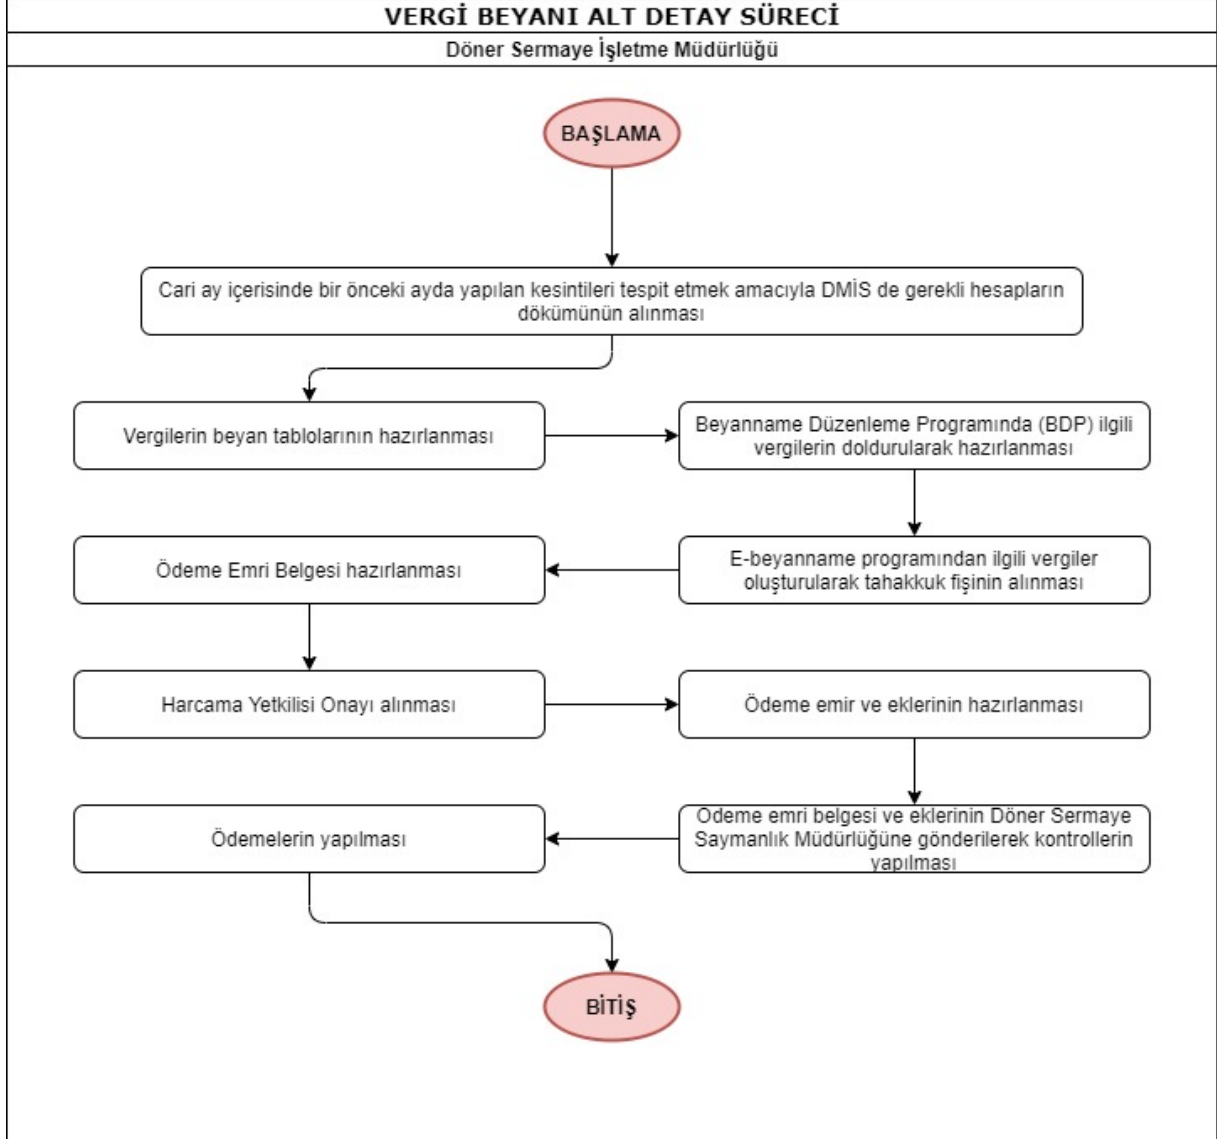 VERGİ BEYANI ALT DETAY SÜRECİ
Döner Sermaye İşletme Müdürlüğü
BAŞLAMA
Cari ay içerisinde bir önceki ayda yapılan kesintileri tespit etmek amacıyla DMİS de gerekli hesapların
dökümünün alınması
Vergilerin beyan tablolarının hazırlanması
Beyanname Düzenleme Programında (BDP) ilgili
vergilerin doldurularak hazırlanması
E-beyanname programından ilgili vergiler
oluşturularak tahakkuk fişinin alınması
Ödeme Emri Belgesi hazırlanması
Harcama Yetkilisi Onayı alınması
Ödeme emir ve eklerinin hazırlanması
Ödeme emri belgesi ve eklerinin Döner Sermaye
Saymanlık Müdürlüğüne gönderilerek kontrollerin
yapılması
Ödemelerin yapılması
BİTİŞ